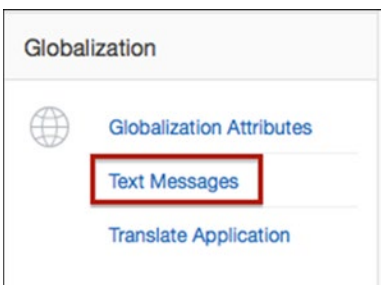 Globalization
Globalization Attributes
Text Messages
Translate Application